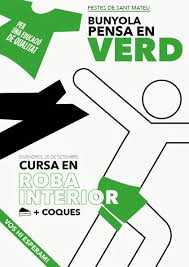 FESTES DE SANT MATEU
BUNYOLA
PENSA EN
VERD
PER
UNA EDUCACIÓ
DE QUALITAT
DIVENDRES, 26 DE SETEMBRE
CURSA EN
ROBA
INTERIOR
+ COQUES
VOS HI ESPERAM!